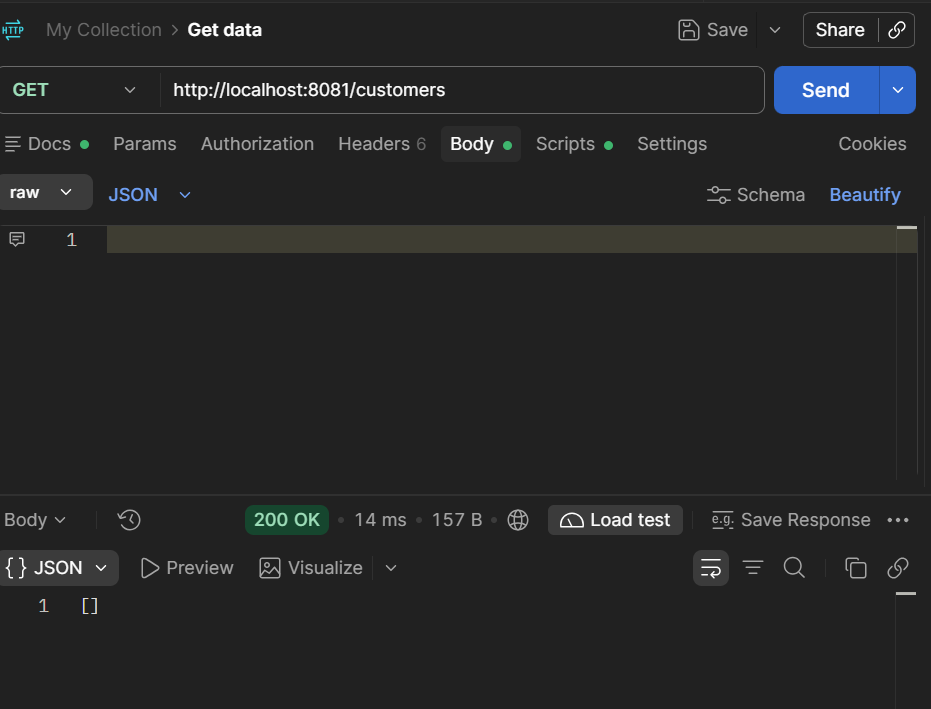 HTTP My Collection > Get data Save Share
GET http://localhost:8081/customers Send
Docs Params Authorization Headers 6 Body Scripts Settings Cookies
raw JSON Schema Beautify
1
Body 200 OK • 14 ms • 157 B • Load test e.g. Save Response •••
{} JSON Preview Visualize
1 []